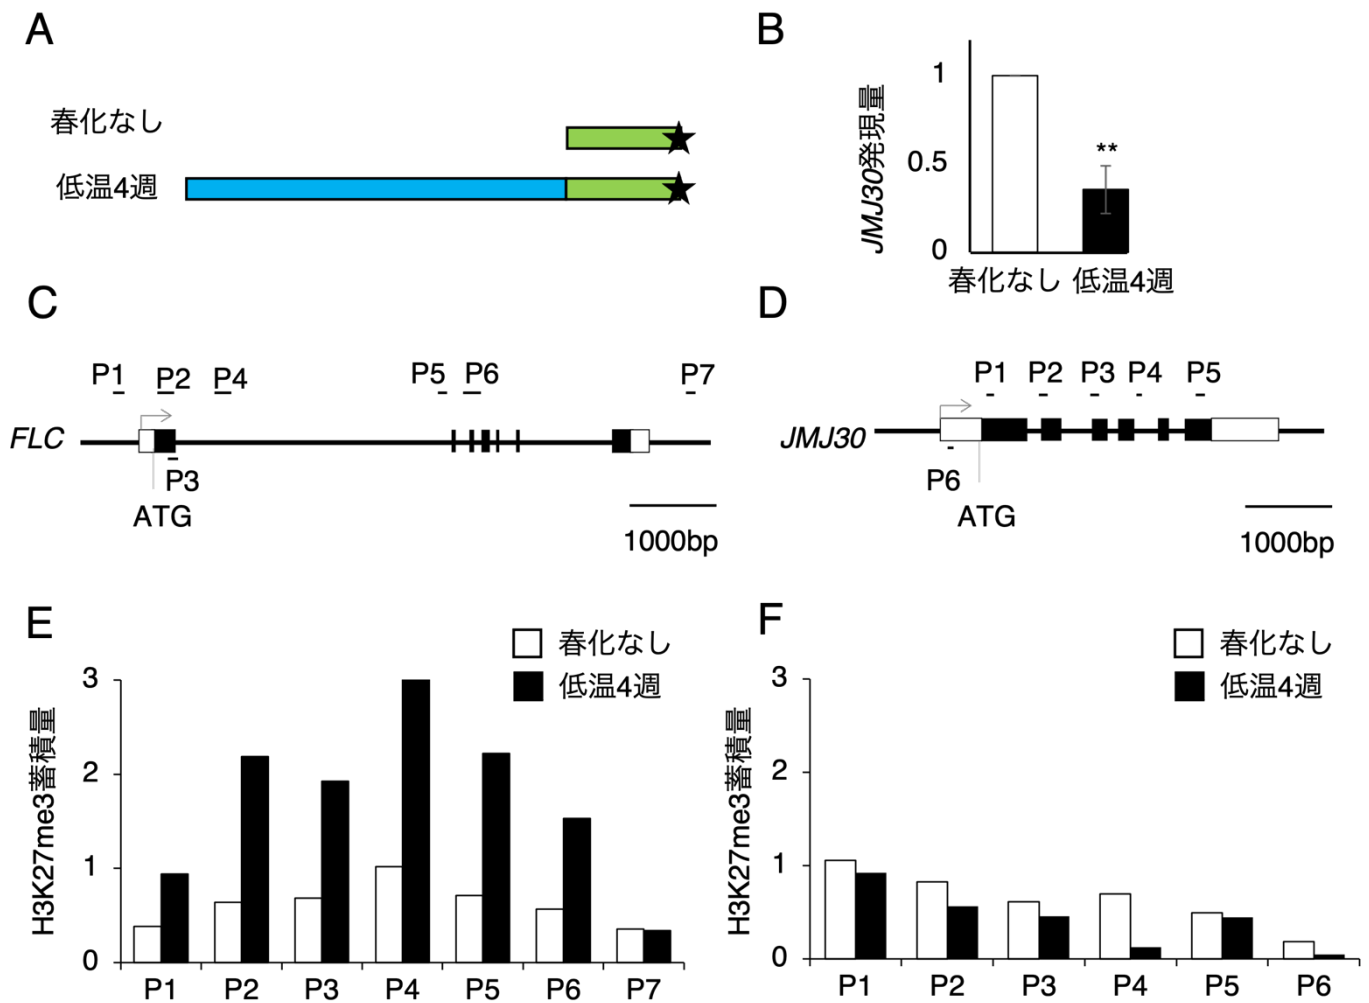 A
春化なし
低温4週
B
JMJ30発現量
1
0.5
0
**
春化なし 低温4週
C
P1 P2 P4 P5 P6 P7
FLC
P3
ATG
1000bp
D
P1 P2 P3 P4 P5
JMJ30
P6
ATG
1000bp
E
春化なし
低温4週
H3K27me3蓄積量
3
2
1
0
P1 P2 P3 P4 P5 P6 P7
F
春化なし
低温4週
H3K27me3蓄積量
3
2
1
0
P1 P2 P3 P4 P5 P6